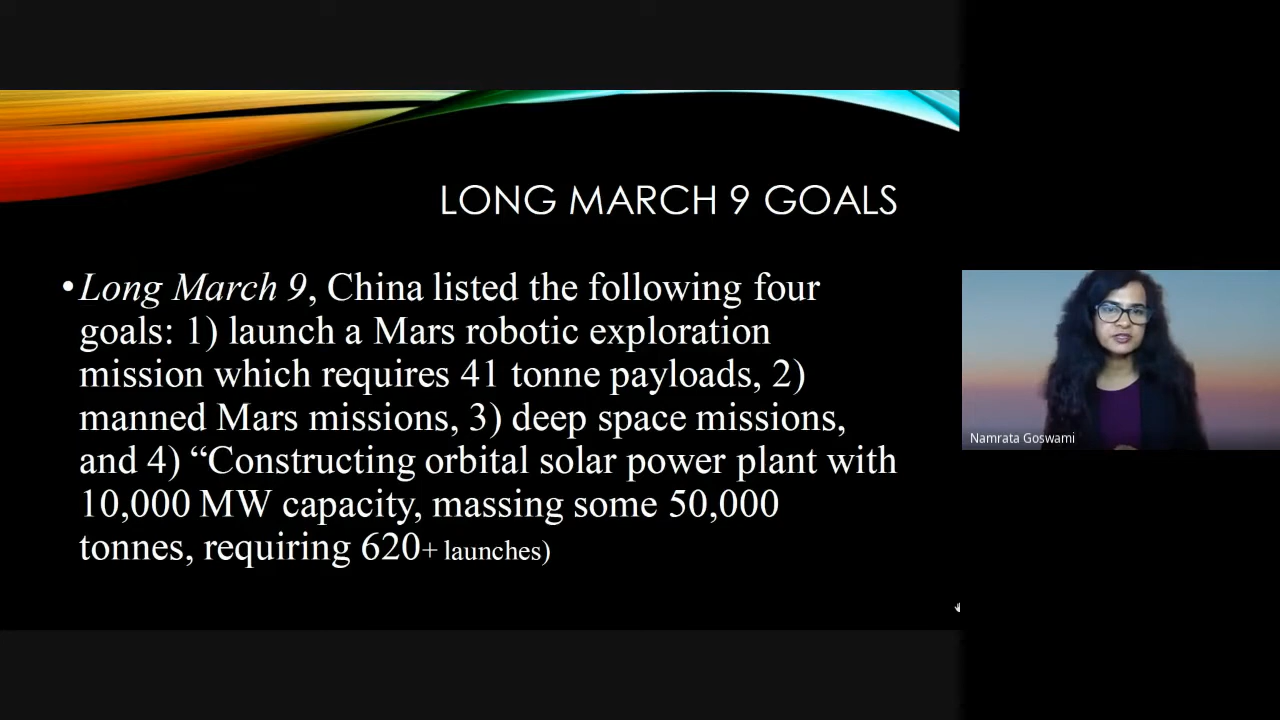 LONG MARCH 9 GOALS
•Long March 9, China listed the following four
goals: 1) launch a Mars robotic exploration
mission which requires 41 tonne payloads, 2)
manned Mars missions, 3) deep space missions,
and 4) “Constructing orbital solar power plant with
10,000 MW capacity, massing some 50,000
tonnes, requiring 620+ launches)
Namrata Goswami